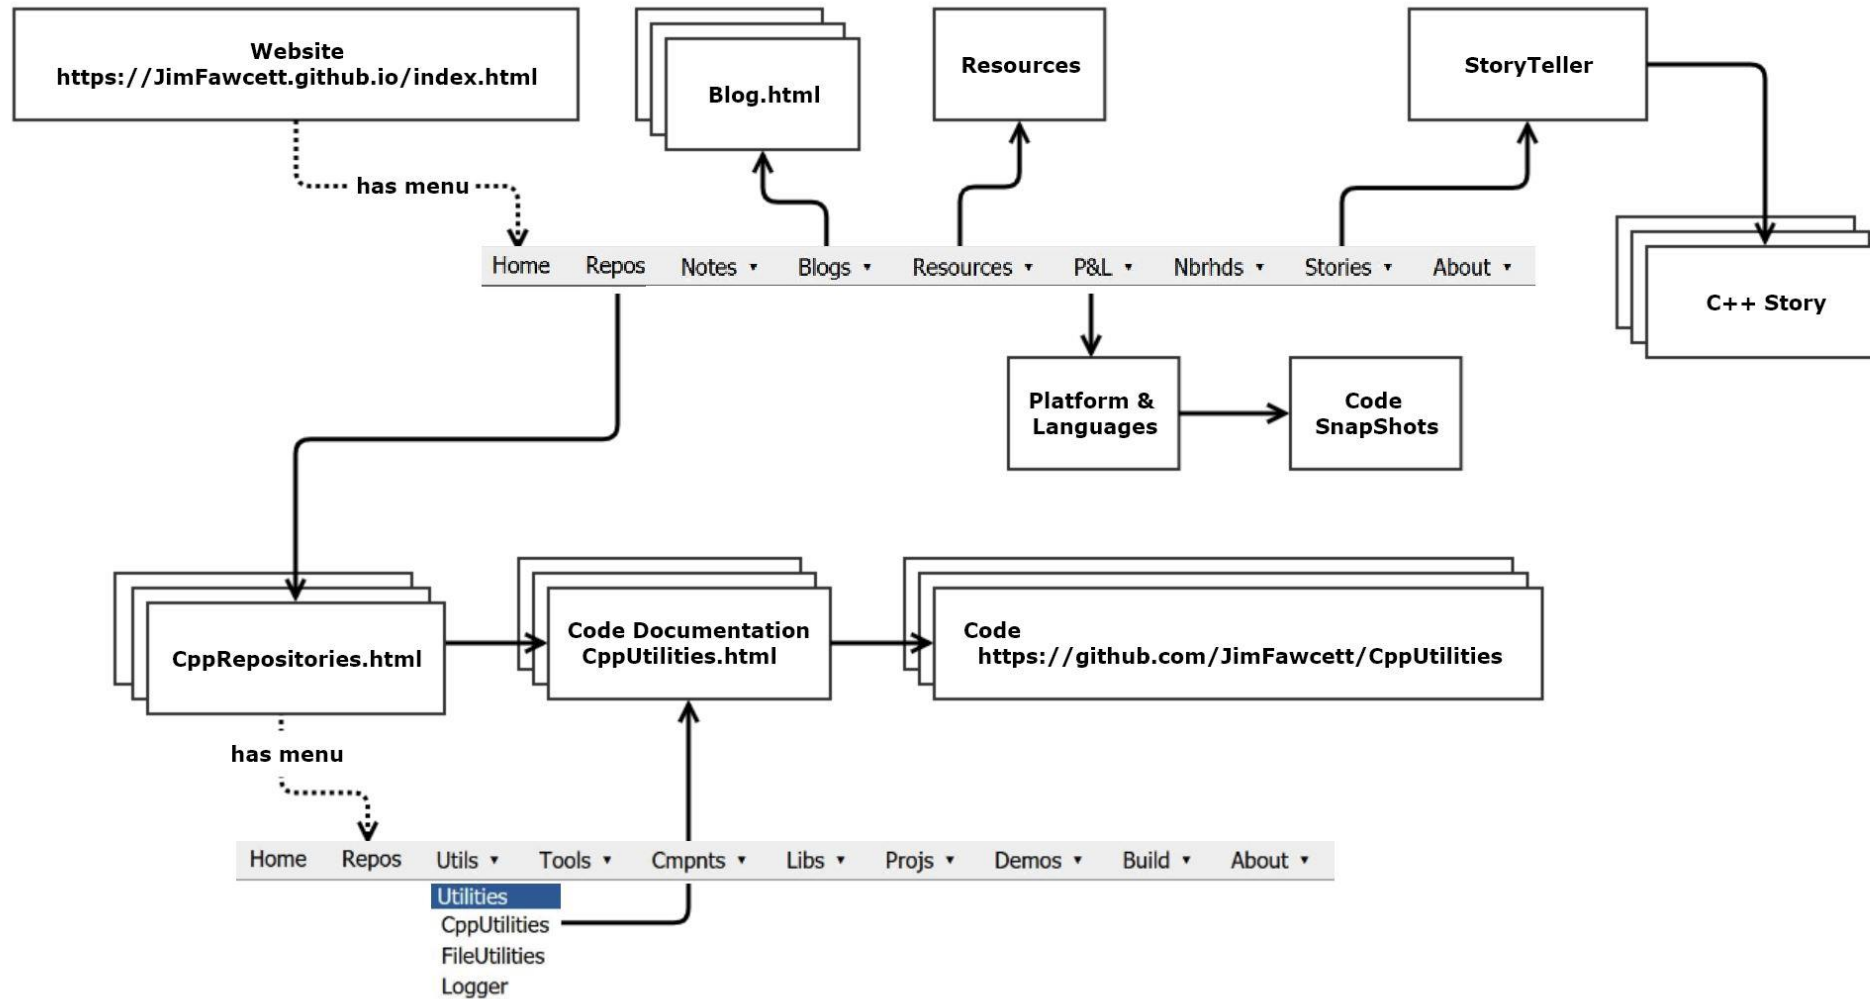 Website
https://JimFawcett.github.io/index.html
Blog.html
Resources
StoryTeller
has menu
Home Repos Notes Blogs Resources P&L Nbrhds Stories About
C++ Story
Platform &
Languages
Code
SnapShots
CppRepositories.html
Code Documentation
CppUtilities.html
Code
https://github.com/JimFawcett/CppUtilities
has menu
Home Repos Utils Tools Cmpnts Libs Projs Demos Build About
Utilities
CppUtilities
FileUtilities
Logger